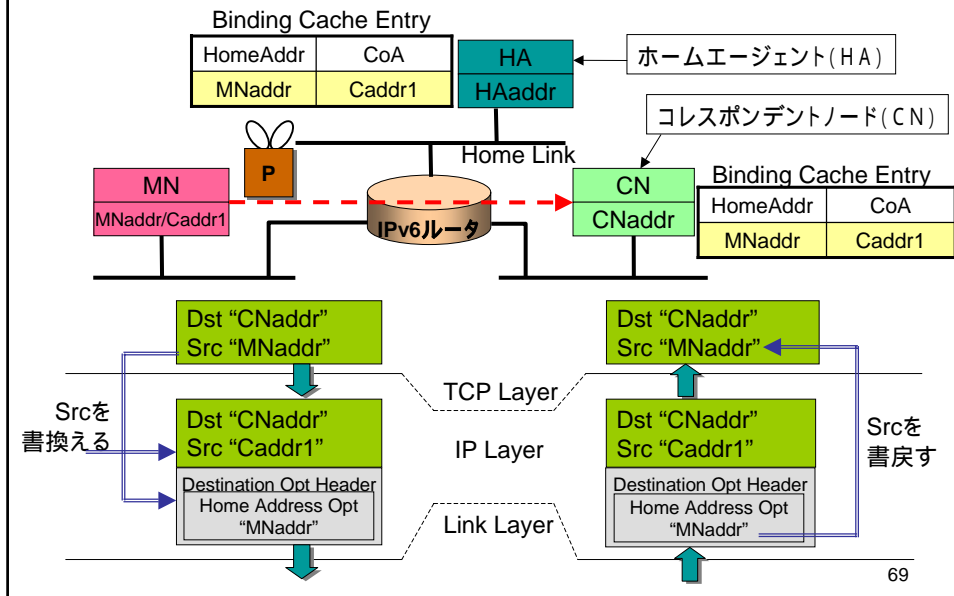 Binding Cache Entry
HomeAddr CoA
MNaddr Caddr1
HA
HAaddr
ホームエージェント(HA)
コレスポンデントノード(CN)
Home Link
P
MN
MNaddr/Caddr1
IPv6ルータ
CN
CNaddr
Binding Cache Entry
HomeAddr CoA
MNaddr Caddr1
Dst “CNaddr”
Src “MNaddr”
Dst “CNaddr”
Src “MNaddr”
TCP Layer
Srcを
書換える
Dst “CNaddr”
Src “Caddr1”
IP Layer
Dst “CNaddr”
Src “Caddr1”
Srcを
書戻す
Destination Opt Header
Home Address Opt
“MNaddr”
Link Layer
Destination Opt Header
Home Address Opt
“MNaddr”
69